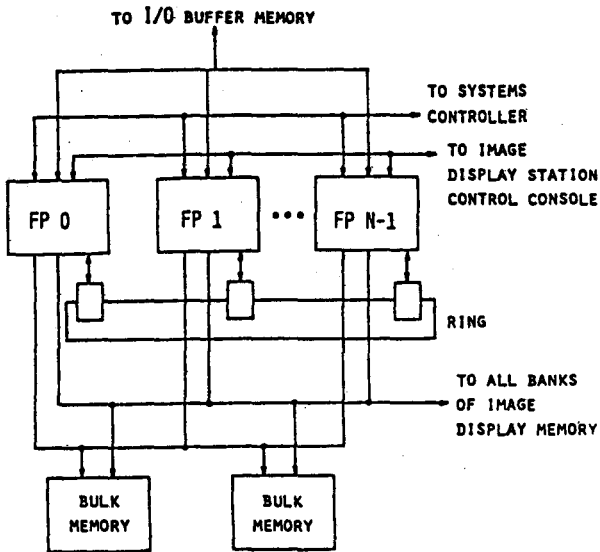 TO I/O BUFFER MEMORY
TO SYSTEMS
CONTROLLER
TO IMAGE
DISPLAY STATION
CONTROL CONSOLE
FP 0
FP 1
•••
FP N-1
RING
TO ALL BANKS
OF IMAGE
DISPLAY MEMORY
BULK
MEMORY
BULK
MEMORY